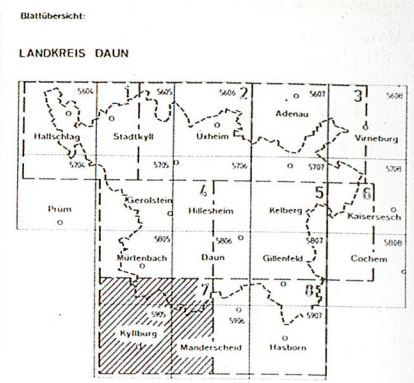 Blattübersicht:
LANDKREIS DAUN
5604 1 5605 5606 2 5607 3 5608
Hallschlag Stadtkyll Uxheim Adenau Virneburg
5704 5705 5706 5707 5708
4 5 6
Prüm Gerolstein Hillesheim Kelberg Kaisersesch
5805 5806 5807 5808
Mürlenbach Daun Gillenfeld Cochem
7 8
5905 5906 5907
Kyllburg Manderscheid Hasborn